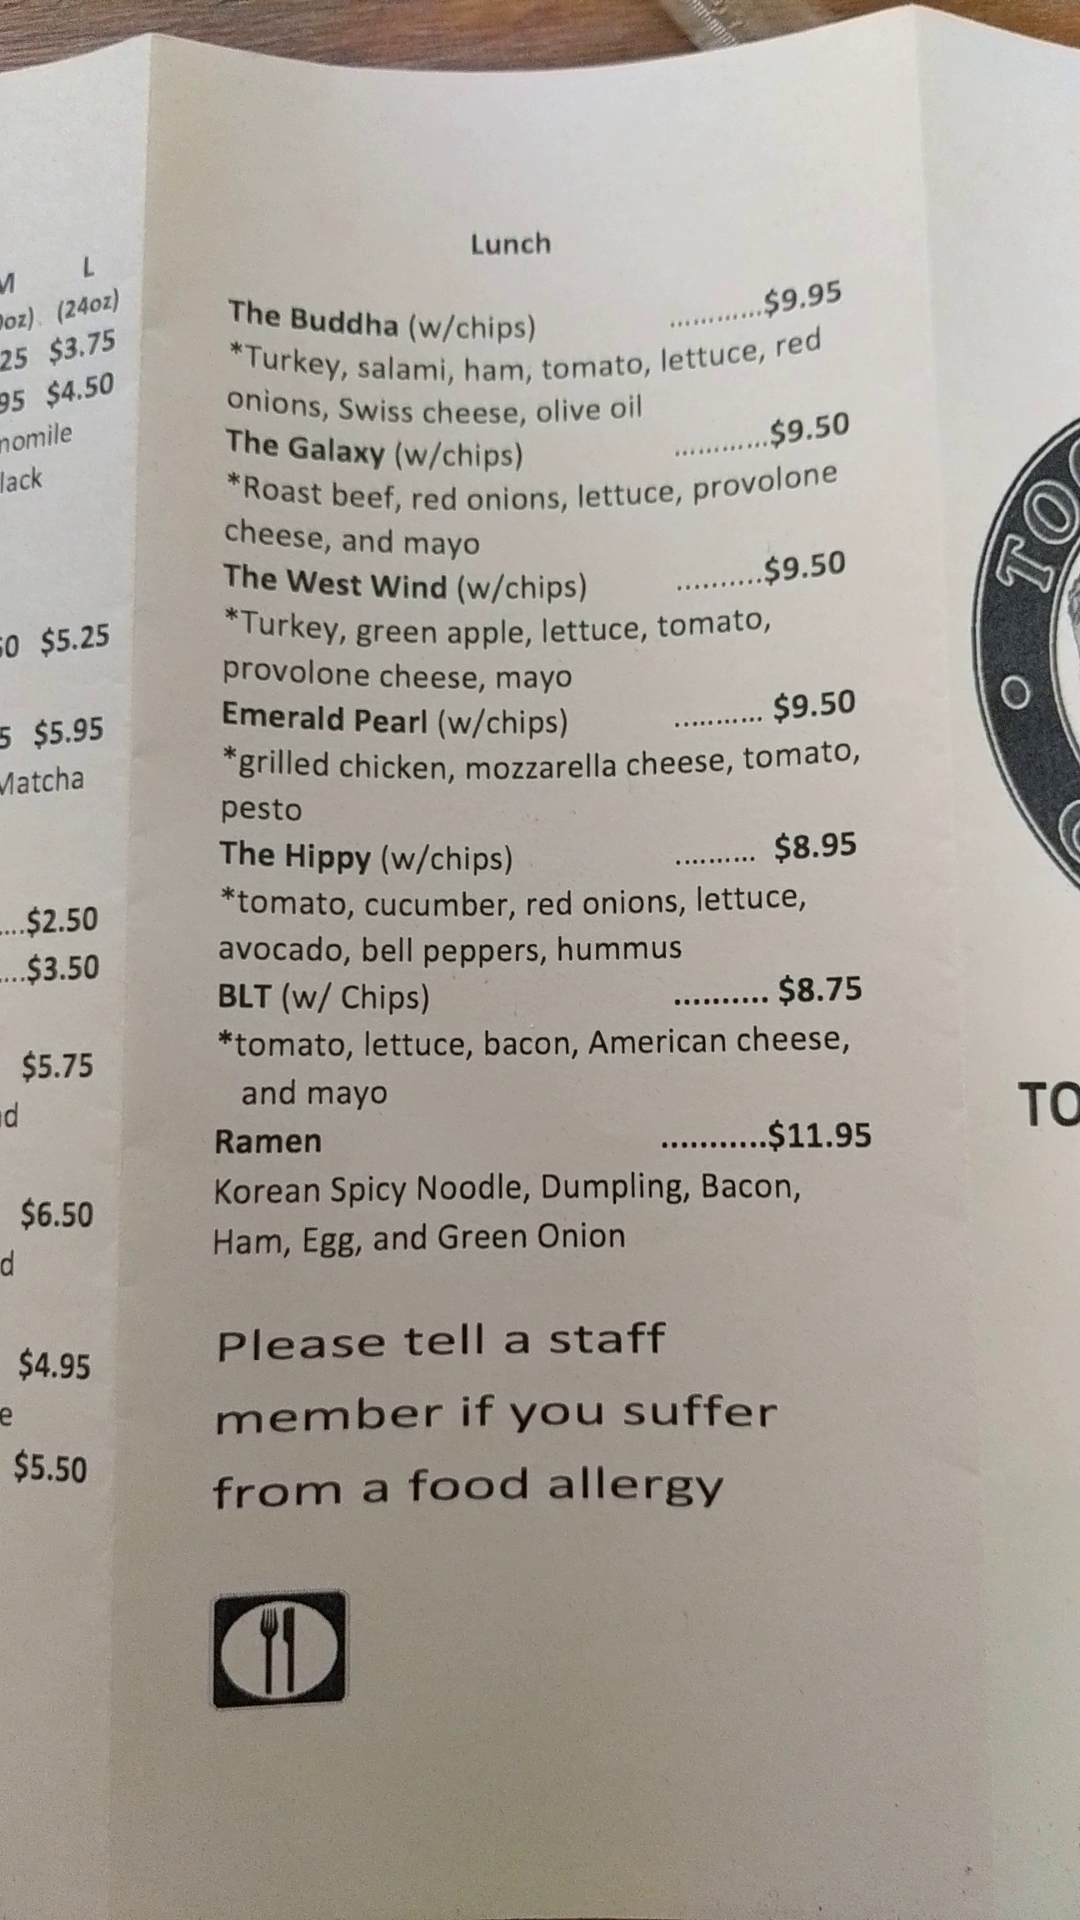 M L
(24oz)
$3.75
$4.50
$5.25
$5.95
Matcha
....$2.50
....$3.50
$5.75
$6.50
$4.95
$5.50
Lunch
The Buddha (w/chips) ............$9.95
*Turkey, salami, ham, tomato, lettuce, red
onions, Swiss cheese, olive oil
The Galaxy (w/chips) ............$9.50
*Roast beef, red onions, lettuce, provolone
cheese, and mayo
The West Wind (w/chips) ..........$9.50
*Turkey, green apple, lettuce, tomato,
provolone cheese, mayo
Emerald Pearl (w/chips) ........... $9.50
*grilled chicken, mozzarella cheese, tomato,
pesto
The Hippy (w/chips) .......... $8.95
*tomato, cucumber, red onions, lettuce,
avocado, bell peppers, hummus
BLT (w/ Chips) .......... $8.75
*tomato, lettuce, bacon, American cheese,
and mayo
Ramen ...........$11.95
Korean Spicy Noodle, Dumpling, Bacon,
Ham, Egg, and Green Onion
Please tell a staff
member if you suffer
from a food allergy
TO